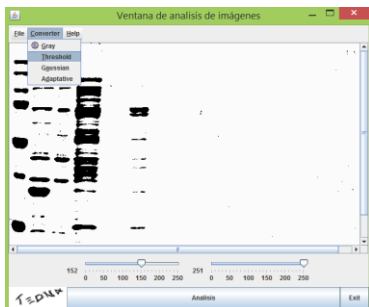 Ventana de analisis de imágenes
File Converter Help
Gray
Threshold
Gaussian
Adaptative
152 0 50 100 150 200 250 251 0 50 100 150 200 250
Analisis Exit